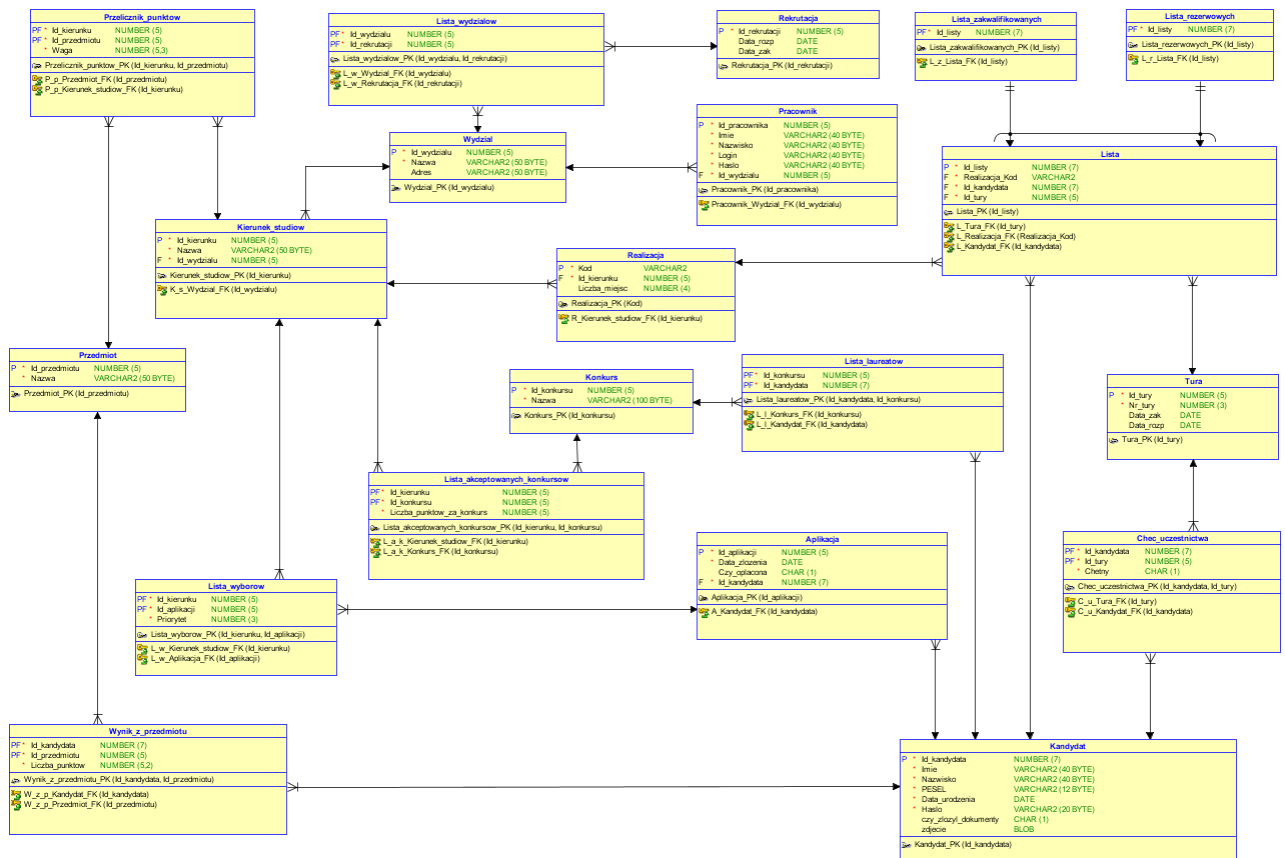 Przelicznik_punktow
PF * Id_kierunku NUMBER (5)
PF * Id_przedmiotu NUMBER (5)
* Waga NUMBER (5,3)
Przelicznik_punktow_PK (Id_kierunku, Id_przedmiotu)
P_p_Przedmiot_FK (Id_przedmiotu)
P_p_Kierunek_studiow_FK (Id_kierunku)
Lista_wydzialow
PF * Id_wydzialu NUMBER (5)
PF * Id_rekrutacji NUMBER (5)
Lista_wydzialow_PK (Id_wydzialu, Id_rekrutacji)
L_w_Wydzial_FK (Id_wydzialu)
L_w_Rekrutacja_FK (Id_rekrutacji)
Rekrutacja
P * Id_rekrutacji NUMBER (5)
Data_rozp DATE
Data_zak DATE
Rekrutacja_PK (Id_rekrutacji)
Lista_zakwalifikowanych
PF * Id_listy NUMBER (7)
Lista_zakwalifikowanych_PK (Id_listy)
L_z_Lista_FK (Id_listy)
Lista_rezerwowych
PF * Id_listy NUMBER (7)
Lista_rezerwowych_PK (Id_listy)
L_r_Lista_FK (Id_listy)
Wydzial
P * Id_wydzialu NUMBER (5)
* Nazwa VARCHAR2 (50 BYTE)
Adres VARCHAR2 (50 BYTE)
Wydzial_PK (Id_wydzialu)
Pracownik
P * Id_pracownika NUMBER (5)
* Imie VARCHAR2 (40 BYTE)
* Nazwisko VARCHAR2 (40 BYTE)
* Login VARCHAR2 (40 BYTE)
* Haslo VARCHAR2 (40 BYTE)
F * Id_wydzialu NUMBER (5)
Pracownik_PK (Id_pracownika)
Pracownik_Wydzial_FK (Id_wydzialu)
Lista
P * Id_listy NUMBER (7)
F * Realizacja_Kod VARCHAR2
F * Id_kandydata NUMBER (7)
F * Id_tury NUMBER (5)
Lista_PK (Id_listy)
L_Tura_FK (Id_tury)
L_Realizacja_FK (Realizacja_Kod)
L_Kandydat_FK (Id_kandydata)
Kierunek_studiow
P * Id_kierunku NUMBER (5)
* Nazwa VARCHAR2 (50 BYTE)
F * Id_wydzialu NUMBER (5)
Kierunek_studiow_PK (Id_kierunku)
K_s_Wydzial_FK (Id_wydzialu)
Realizacja
P * Kod VARCHAR2
F * Id_kierunku NUMBER (5)
Liczba_miejsc NUMBER (4)
Realizacja_PK (Kod)
R_Kierunek_studiow_FK (Id_kierunku)
Przedmiot
P * Id_przedmiotu NUMBER (5)
* Nazwa VARCHAR2 (50 BYTE)
Przedmiot_PK (Id_przedmiotu)
Konkurs
P * Id_konkursu NUMBER (5)
* Nazwa VARCHAR2 (100 BYTE)
Konkurs_PK (Id_konkursu)
Lista_laureatow
PF * Id_konkursu NUMBER (5)
PF * Id_kandydata NUMBER (7)
Lista_laureatow_PK (Id_kandydata, Id_konkursu)
L_l_Konkurs_FK (Id_konkursu)
L_l_Kandydat_FK (Id_kandydata)
Tura
P * Id_tury NUMBER (5)
* Nr_tury NUMBER (3)
Data_zak DATE
Data_rozp DATE
Tura_PK (Id_tury)
Lista_akceptowanych_konkursow
PF * Id_kierunku NUMBER (5)
PF * Id_konkursu NUMBER (5)
* Liczba_punktow_za_konkurs NUMBER (5)
Lista_akceptowanych_konkursow_PK (Id_kierunku, Id_konkursu)
L_a_k_Kierunek_studiow_FK (Id_kierunku)
L_a_k_Konkurs_FK (Id_konkursu)
Aplikacja
P * Id_aplikacji NUMBER (5)
* Data_zlozenia DATE
Czy_oplacona CHAR (1)
F * Id_kandydata NUMBER (7)
Aplikacja_PK (Id_aplikacji)
A_Kandydat_FK (Id_kandydata)
Chec_uczestnictwa
PF * Id_kandydata NUMBER (7)
PF * Id_tury NUMBER (5)
* Chetny CHAR (1)
Chec_uczestnictwa_PK (Id_kandydata, Id_tury)
C_u_Tura_FK (Id_tury)
C_u_Kandydat_FK (Id_kandydata)
Lista_wyborow
PF * Id_kierunku NUMBER (5)
PF * Id_aplikacji NUMBER (5)
* Priorytet NUMBER (3)
Lista_wyborow_PK (Id_kierunku, Id_aplikacji)
L_w_Kierunek_studiow_FK (Id_kierunku)
L_w_Aplikacja_FK (Id_aplikacji)
Wynik_z_przedmiotu
PF * Id_kandydata NUMBER (7)
PF * Id_przedmiotu NUMBER (5)
* Liczba_punktow NUMBER (5,2)
Wynik_z_przedmiotu_PK (Id_kandydata, Id_przedmiotu)
W_z_p_Kandydat_FK (Id_kandydata)
W_z_p_Przedmiot_FK (Id_przedmiotu)
Kandydat
P * Id_kandydata NUMBER (7)
* Imie VARCHAR2 (40 BYTE)
* Nazwisko VARCHAR2 (40 BYTE)
* PESEL VARCHAR2 (12 BYTE)
* Data_urodzenia DATE
* Haslo VARCHAR2 (20 BYTE)
czy_zlozyl_dokumenty CHAR (1)
zdjecie BLOB
Kandydat_PK (Id_kandydata)